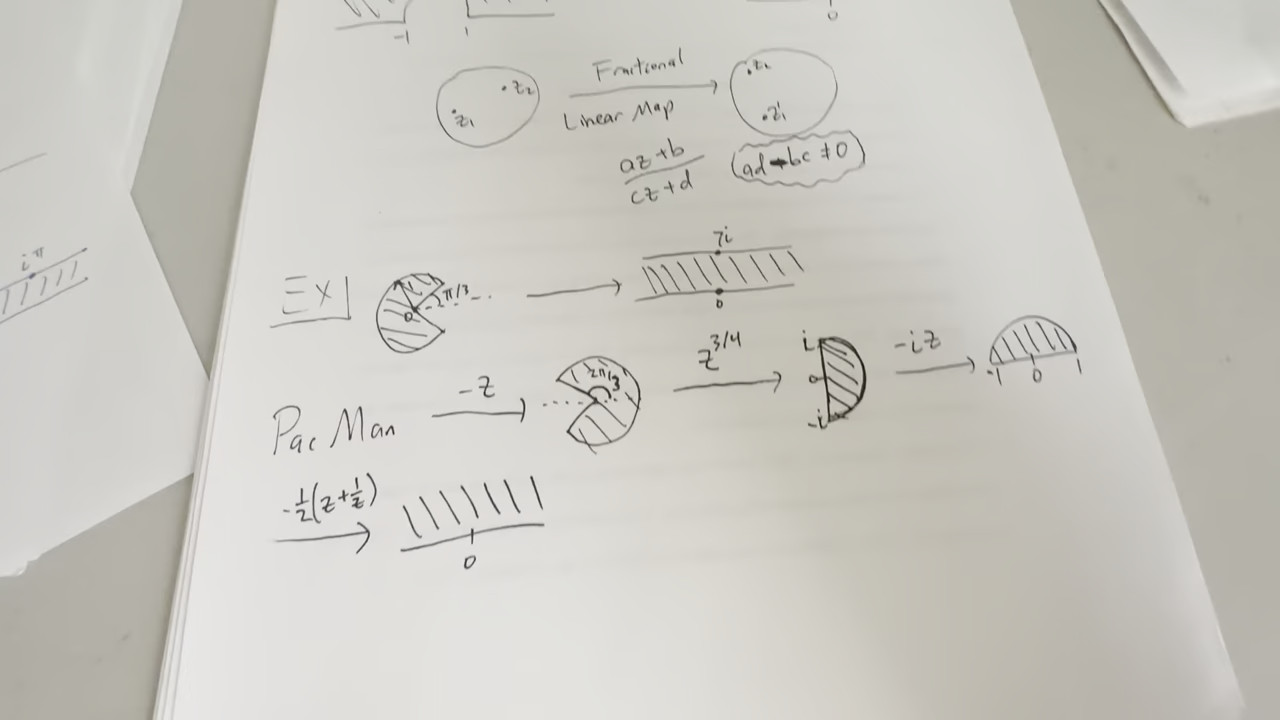 -1 1 0
Fractional
z₂ z₂
z₁ Linear Map z₁'
az+b/cz+d (ad-bc≠0)
iπ
7i
Ex π/3
0 0
Pac Man -z 2π/3 z^3/4 i 0 -i -iz -1 0 1
-1/2(z+1/z)
0